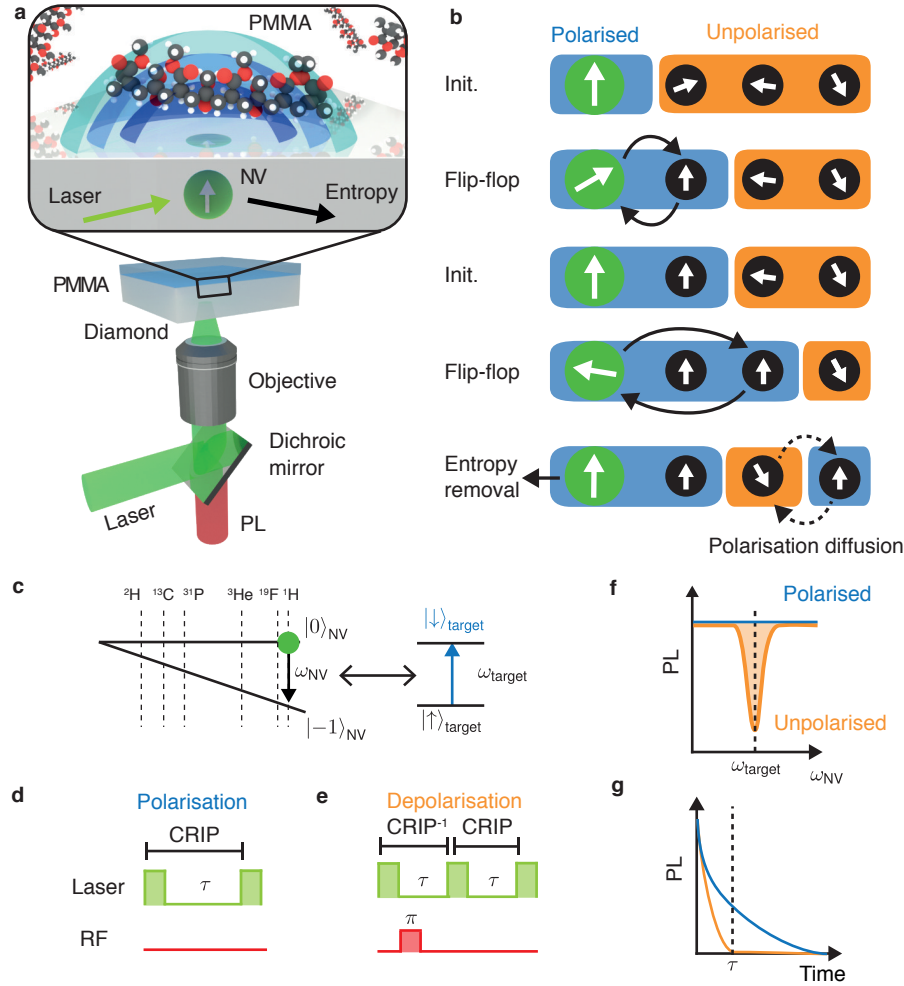 a
PMMA
NV
Laser
Entropy
PMMA
Diamond
Objective
Dichroic
mirror
Laser
PL
b
Polarised
Unpolarised
Init.
Flip-flop
Init.
Flip-flop
Entropy
removal
Polarisation diffusion
c
²H ¹³C ³¹P ³He ¹⁹F ¹H
|0⟩NV
ωNV
|−1⟩NV
|↓⟩target
ωtarget
|↑⟩target
d
Polarisation
CRIP
Laser
τ
RF
e
Depolarisation
CRIP⁻¹ CRIP
τ τ
π
f
Polarised
PL
Unpolarised
ωtarget
ωNV
g
PL
τ
Time